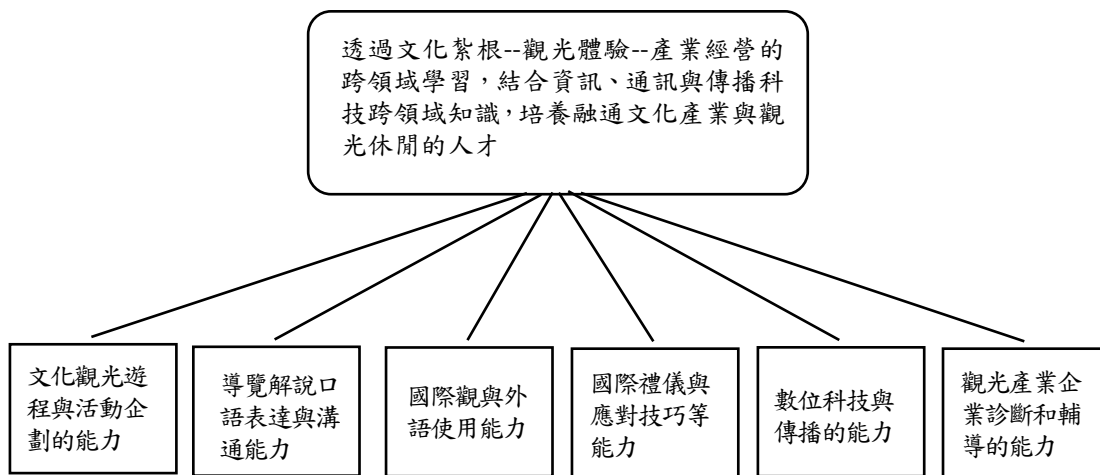 透過文化紮根--觀光體驗--產業經營的
跨領域學習，結合資訊、通訊與傳播科
技跨領域知識，培養融通文化產業與觀
光休閒的人才
文化觀光遊
程與活動企
劃的能力
導覽解說口
語表達與溝
通能力
國際觀與外
語使用能力
國際禮儀與
應對技巧等
能力
數位科技與
傳播的能力
觀光產業企
業診斷和輔
導的能力